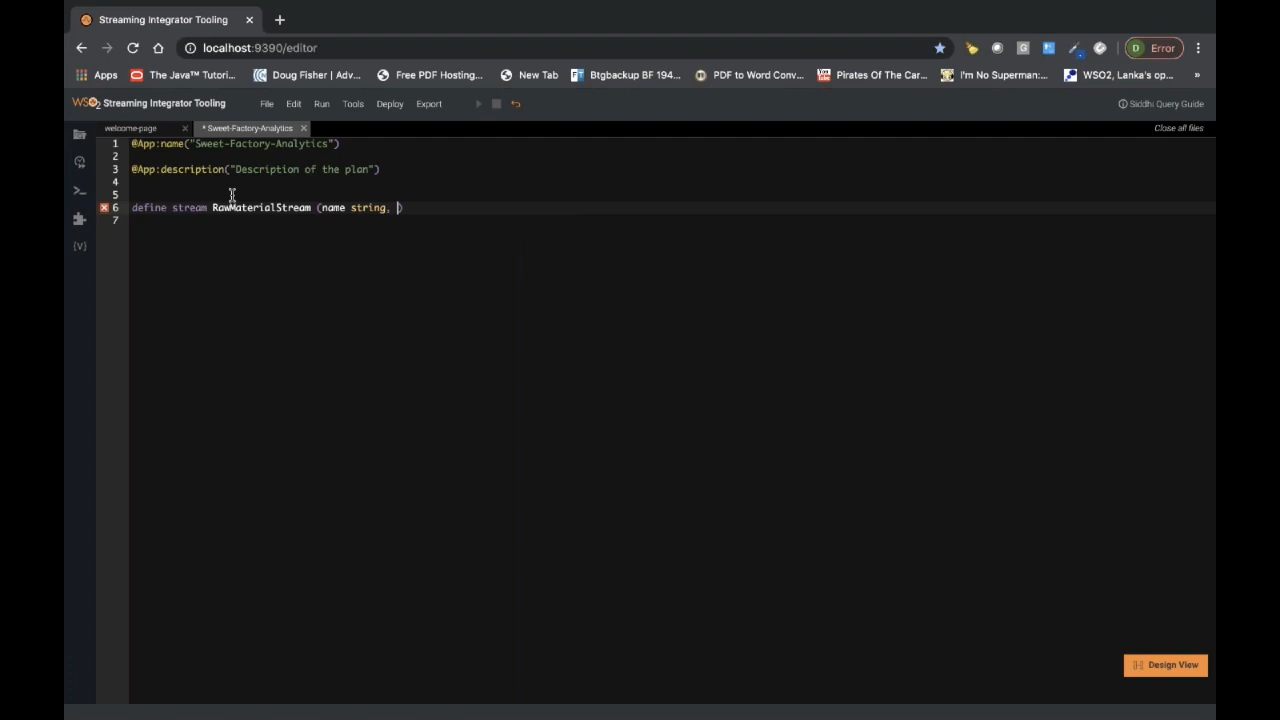 Streaming Integrator Tooling
localhost:9390/editor
D Error
Apps The Java™ Tutori... Doug Fisher | Adv... Free PDF Hosting... New Tab Btgbackup BF 194... PDF to Word Conv... Pirates Of The Car... I'm No Superman:... WSO2, Lanka's op... »
WSO2 Streaming Integrator Tooling File Edit Run Tools Deploy Export Siddhi Query Guide
welcome-page * Sweet-Factory-Analytics Close all files
1 @App:name("Sweet-Factory-Analytics")
2
3 @App:description("Description of the plan")
4
5
6 define stream RawMaterialStream (name string, )
7
Design View